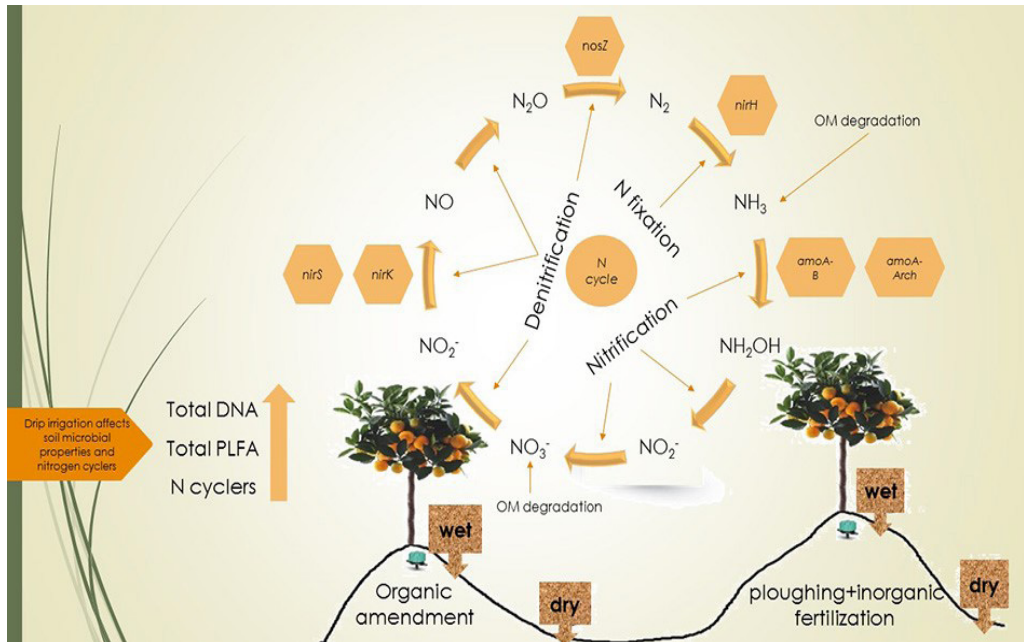 nosZ
N₂O
N₂
nirH
OM degradation
NO
N fixation
NH₃
Denitrification
nirS
nirK
N
cycle
amoA-
B
amoA-
Arch
Nitrification
NO₂⁻
NH₂OH
Drip irrigation affects
soil microbial
properties and
nitrogen cyclers
Total DNA
Total PLFA
N cyclers
NO₃⁻
NO₂⁻
OM degradation
wet
wet
Organic
amendment
dry
ploughing+inorganic
fertilization
dry